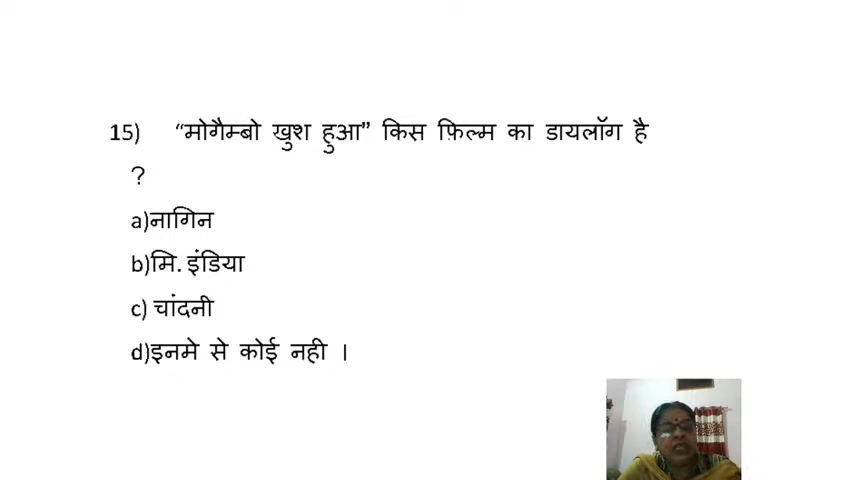 15) “मोगैम्बो खुश हुआ” किस फ़िल्म का डायलॉग है
?
a)नागिन
b)मि. इंडिया
c) चांदनी
d)इनमे से कोई नही ।